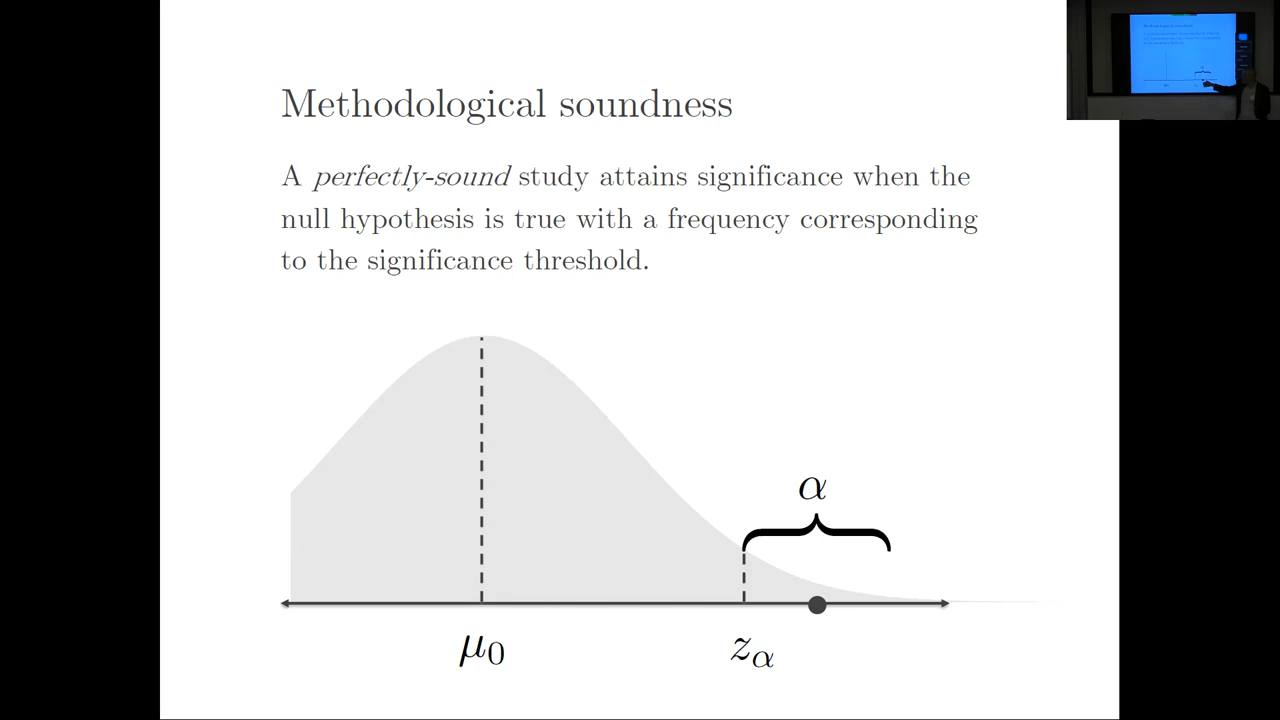 Methodological soundness
A perfectly-sound study attains significance when the
null hypothesis is true with a frequency corresponding
to the significance threshold.
α
μ₀
z_α